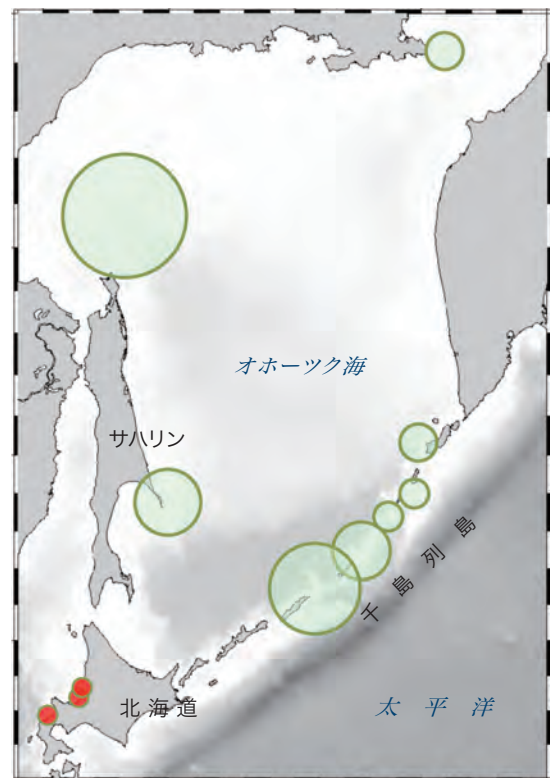 オホーツク海
サハリン
千島列島
北海道
太平洋